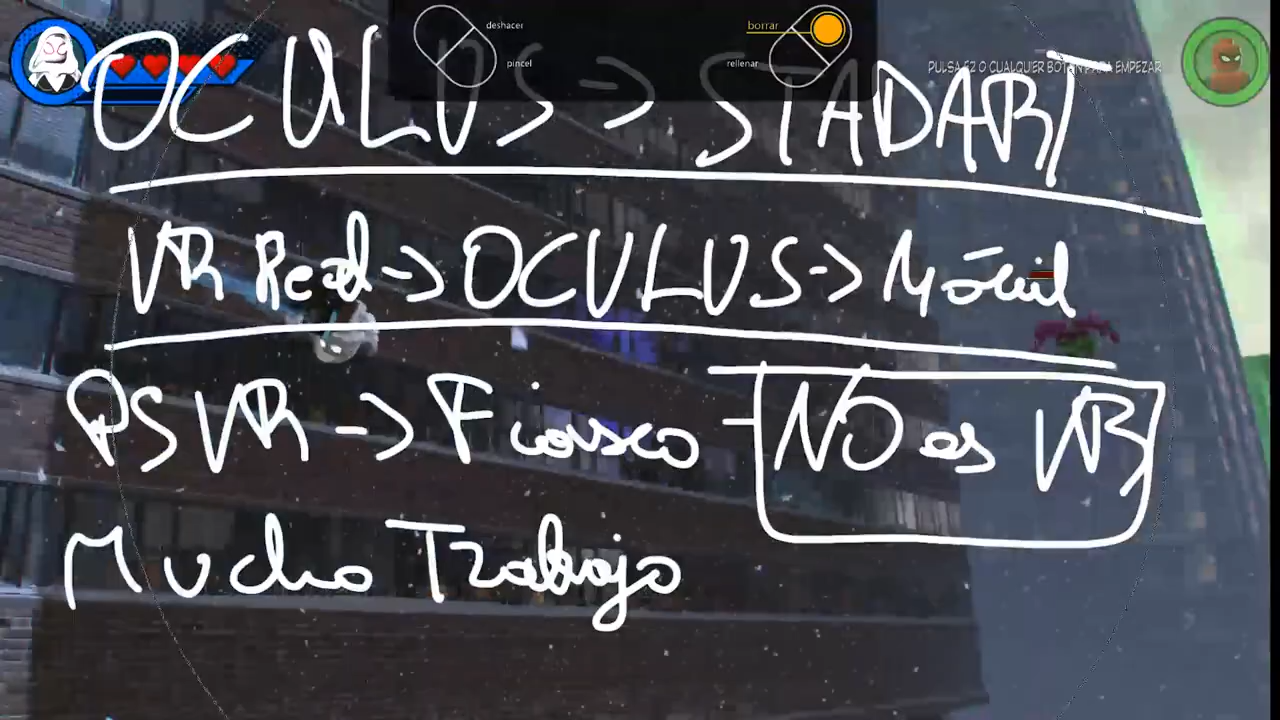 deshacer
borrar
pincel
rellenar
PULSA R2 O CUALQUIER BOTÓN PARA EMPEZAR
OCULUS -> STADART
VR Real -> OCULUS -> Móvil
PSVR -> Fiasco - NO es VR
Mucho Trabajo